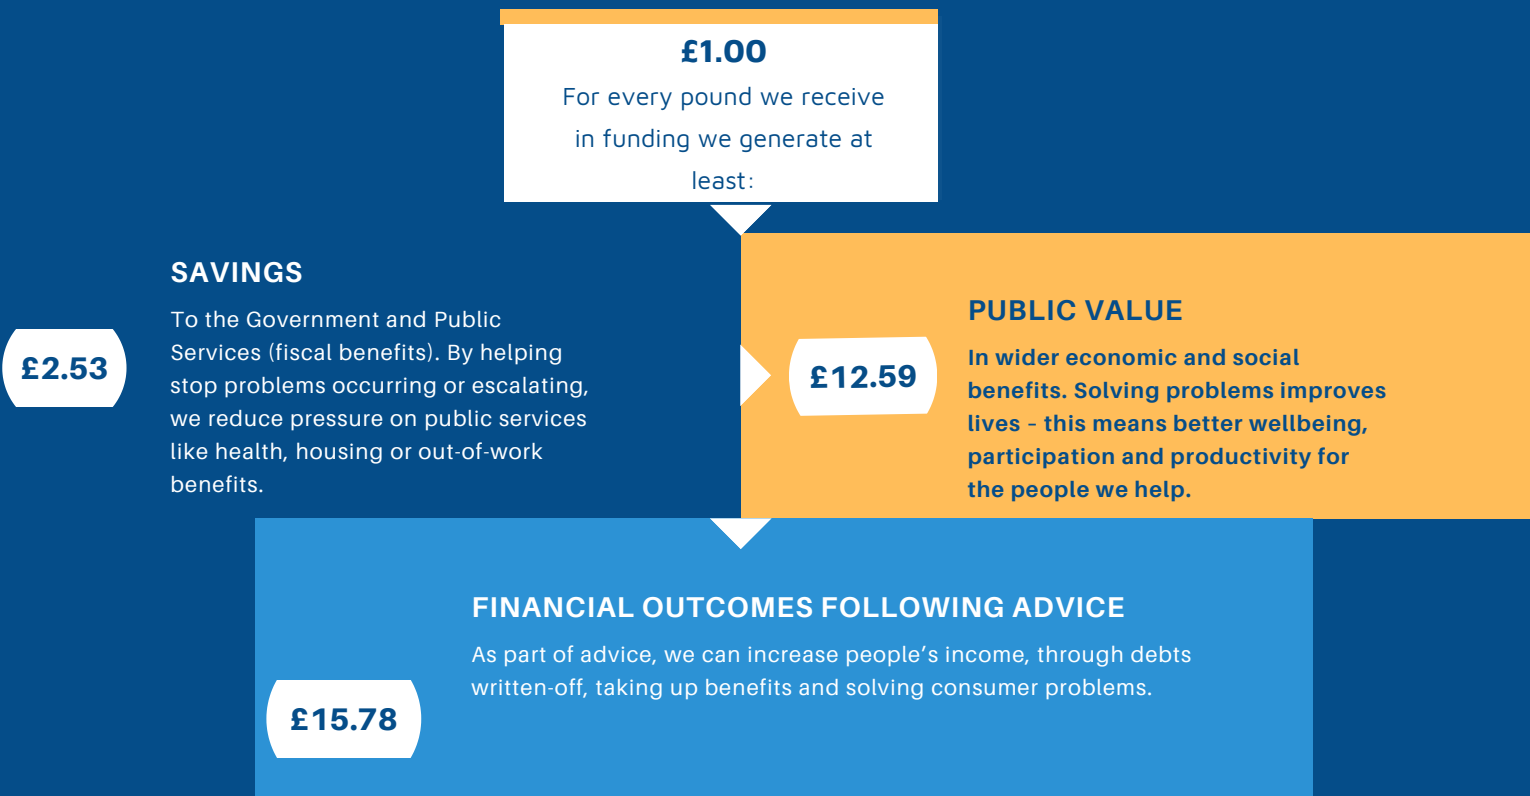 £1.00
For every pound we receive
in funding we generate at
least:
SAVINGS
To the Government and Public
Services (fiscal benefits). By helping
stop problems occurring or escalating,
we reduce pressure on public services
like health, housing or out-of-work
benefits.
£2.53
PUBLIC VALUE
In wider economic and social
benefits. Solving problems improves
lives – this means better wellbeing,
participation and productivity for
the people we help.
£12.59
FINANCIAL OUTCOMES FOLLOWING ADVICE
As part of advice, we can increase people’s income, through debts
written-off, taking up benefits and solving consumer problems.
£15.78